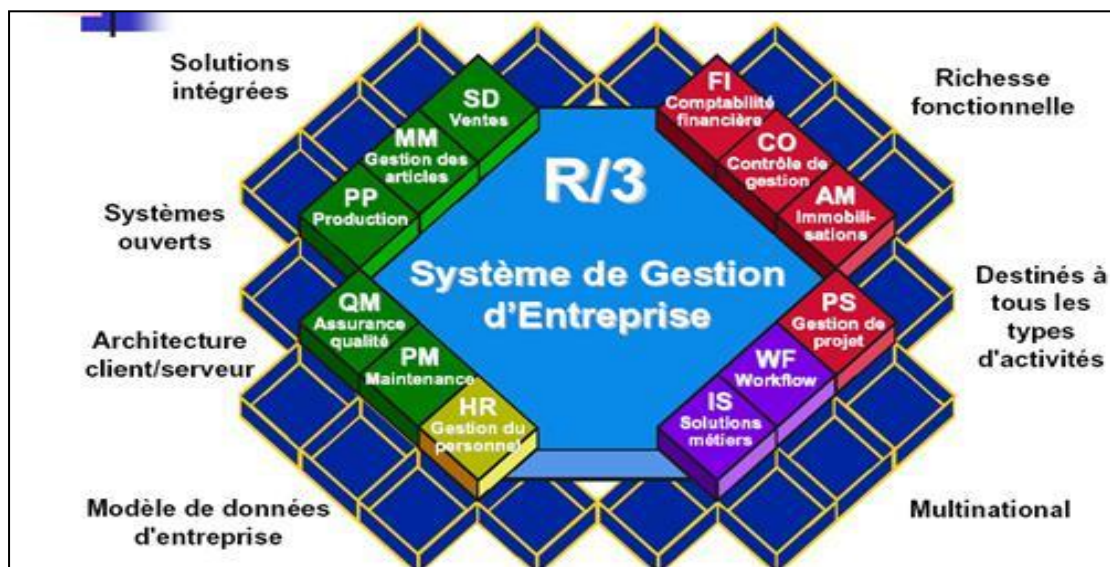 Solutions
intégrées
Systèmes
ouverts
Architecture
client/serveur
Modèle de données
d'entreprise
SD
Ventes
MM
Gestion des
articles
PP
Production
QM
Assurance
qualité
PM
Maintenance
HR
Gestion du
personnel
R/3
Système de Gestion
d'Entreprise
FI
Comptabilité
financière
CO
Contrôle de
gestion
AM
Immobili-
sations
PS
Gestion de
projet
WF
Workflow
IS
Solutions
métiers
Richesse
fonctionnelle
Destinés à
tous les
types
d'activités
Multinational